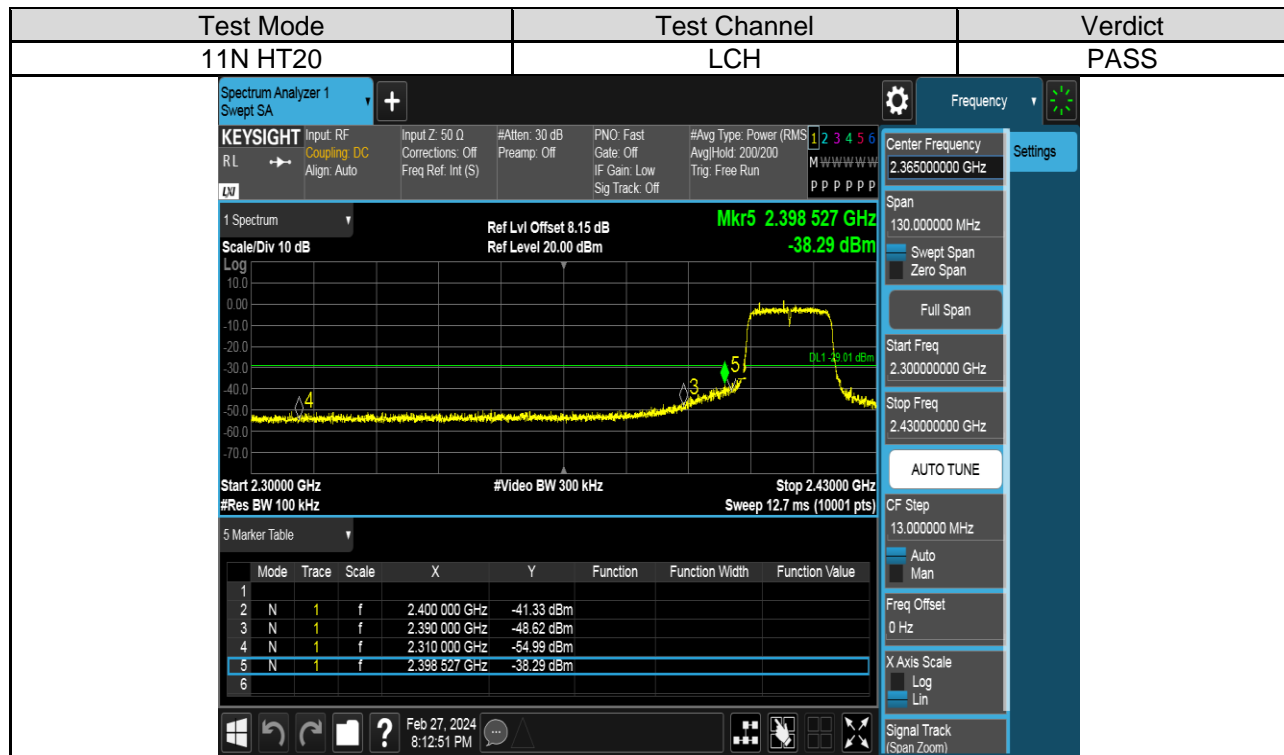 Test Mode Test Channel Verdict
11N HT20 LCH PASS
Spectrum Analyzer 1
Swept SA
+
Frequency
KEYSIGHT Input: RF Input Z: 50 Ω #Atten: 30 dB PNO: Fast #Avg Type: Power (RMS 1 2 3 4 5 6
RL Coupling: DC Corrections: Off Preamp: Off Gate: Off Avg|Hold: 200/200 M W W W W W
Align: Auto Freq Ref: Int (S) IF Gain: Low Trig: Free Run
LXI Sig Track: Off P P P P P P
Settings
1 Spectrum
Ref Lvl Offset 8.15 dB Mkr5 2.398 527 GHz
Scale/Div 10 dB Ref Level 20.00 dBm -38.29 dBm
Log
10.0
0.00
-10.0
-20.0
-30.0
-40.0
-50.0
-60.0
-70.0
DL1 -29.01 dBm
5
3
4
Start 2.30000 GHz #Video BW 300 kHz Stop 2.43000 GHz
#Res BW 100 kHz Sweep 12.7 ms (10001 pts)
5 Marker Table
Mode Trace Scale X Y Function Function Width Function Value
1
2 N 1 f 2.400 000 GHz -41.33 dBm
3 N 1 f 2.390 000 GHz -48.62 dBm
4 N 1 f 2.310 000 GHz -54.99 dBm
5 N 1 f 2.398 527 GHz -38.29 dBm
6
Center Frequency
2.365000000 GHz
Span
130.000000 MHz
Swept Span
Zero Span
Full Span
Start Freq
2.300000000 GHz
Stop Freq
2.430000000 GHz
AUTO TUNE
CF Step
13.000000 MHz
Auto
Man
Freq Offset
0 Hz
X Axis Scale
Log
Lin
Signal Track
(Span Zoom)
? Feb 27, 2024
8:12:51 PM